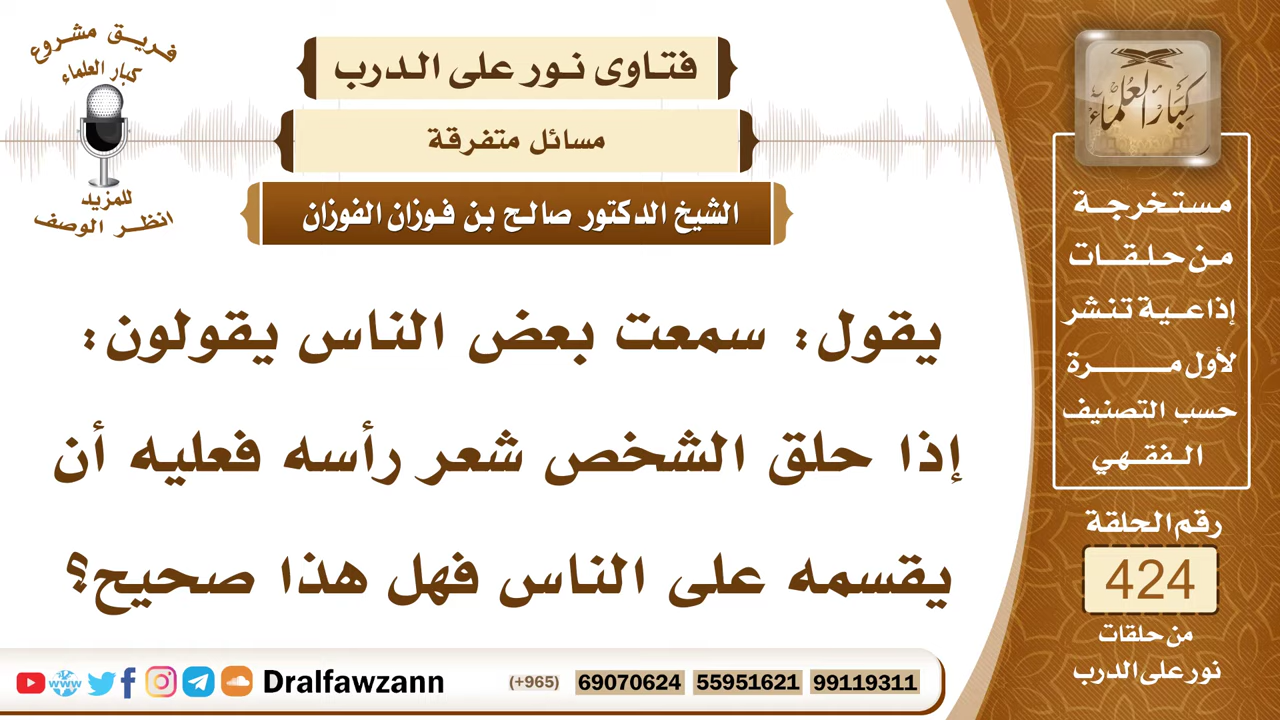 فريق مشروع
كبار العلماء
للمزيد
انظر الوصف
فتاوى نور على الدرب
مسائل متفرقة
الشيخ الدكتور صالح بن فوزان الفوزان
يقول: سمعت بعض الناس يقولون:
إذا حلق الشخص شعر رأسه فعليه أن
يقسمه على الناس فهل هذا صحيح؟
كبار العلماء
مستخرجة
من حلقات
إذاعية تنشر
لأول مرة
حسب التصنيف
الفقهي
رقم الحلقة
424
من حلقات
نور على الدرب
www
Dralfawzann
(+965) 69070624 55951621 99119311